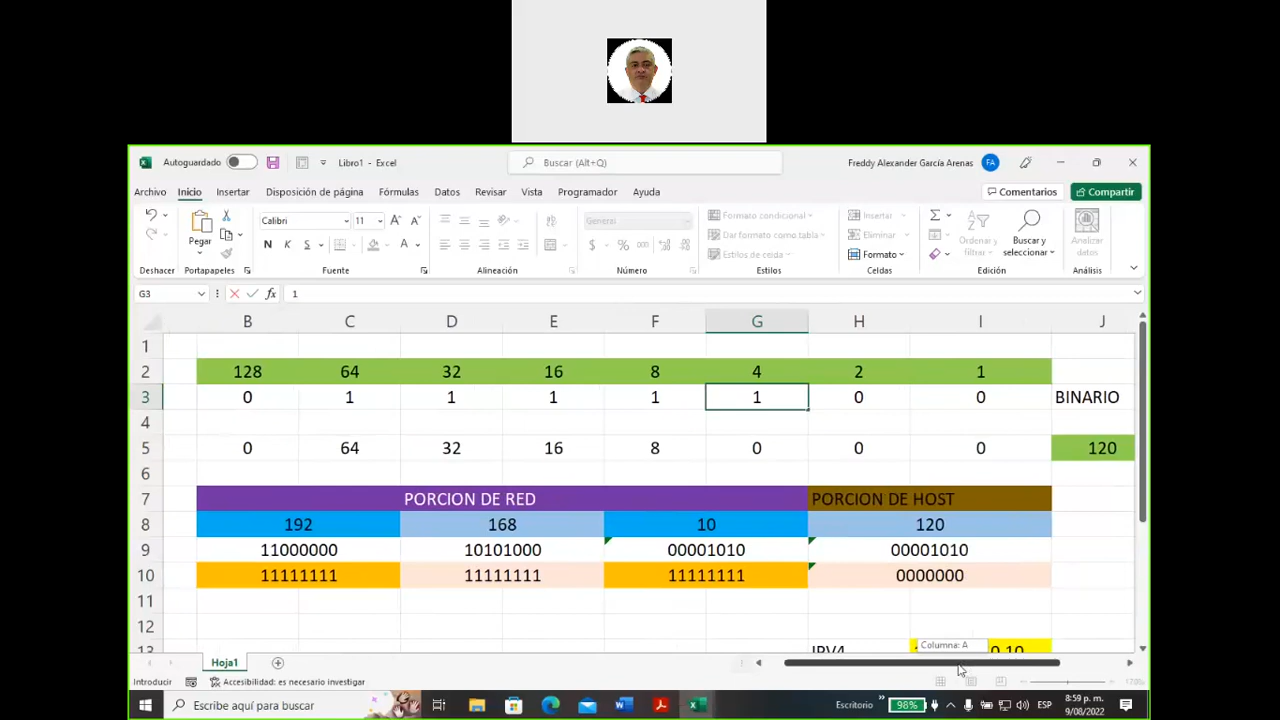 Autoguardado Libro1 - Excel Buscar (Alt+Q) Freddy Alexander García Arenas FA
Archivo Inicio Insertar Disposición de página Fórmulas Datos Revisar Vista Programador Ayuda Comentarios Compartir
Calibri 11 General Formato condicional Insertar
Pegar N K S Dar formato como tabla Eliminar Ordenar y filtrar Buscar y seleccionar Analizar datos
$ % 000 Estilos de celda Formato
Deshacer Portapapeles Fuente Alineación Número Estilos Celdas Edición Análisis
G3 fx 1
B C D E F G H I J
1
2 128 64 32 16 8 4 2 1
3 0 1 1 1 1 1 0 0 BINARIO
4
5 0 64 32 16 8 0 0 0 120
6
7 PORCION DE RED PORCION DE HOST
8 192 168 10 120
9 11000000 10101000 00001010 00001010
10 11111111 11111111 11111111 0000000
11
12
13 IPV4 0.10
Columna: A
Hoja1
Introducir Accesibilidad: es necesario investigar
Escribe aquí para buscar Escritorio 98% ESP 8:59 p. m.
9/08/2022